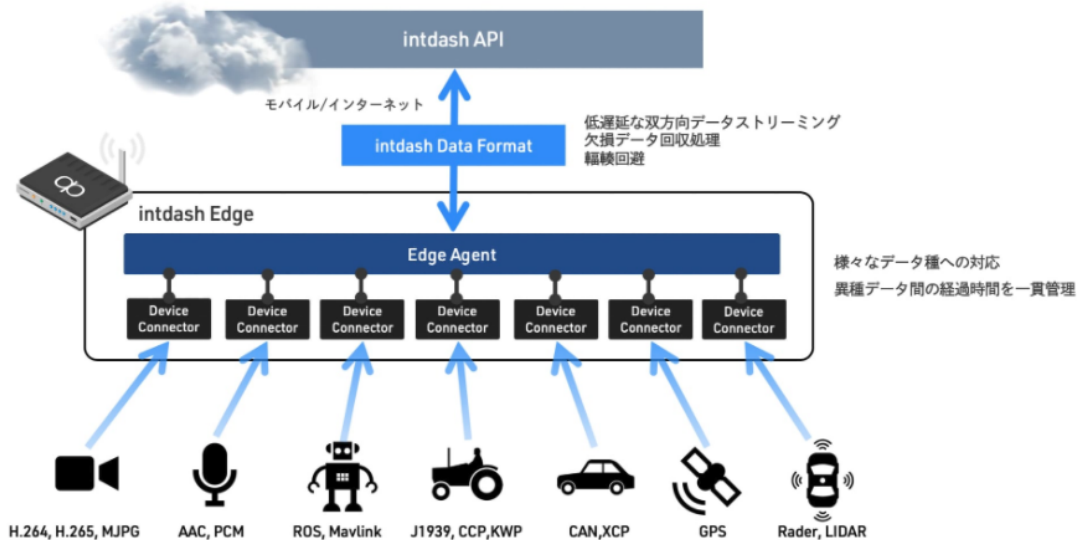 intdash API
モバイル/インターネット
intdash Data Format
低遅延な双方向データストリーミング
欠損データ回収処理
輻輳回避
intdash Edge
Edge Agent
様々なデータ種への対応
異種データ間の経過時間を一貫管理
Device
Connector
Device
Connector
Device
Connector
Device
Connector
Device
Connector
Device
Connector
Device
Connector
H.264, H.265, MJPG
AAC, PCM
ROS, Mavlink
J1939, CCP,KWP
CAN,XCP
GPS
Rader, LIDAR